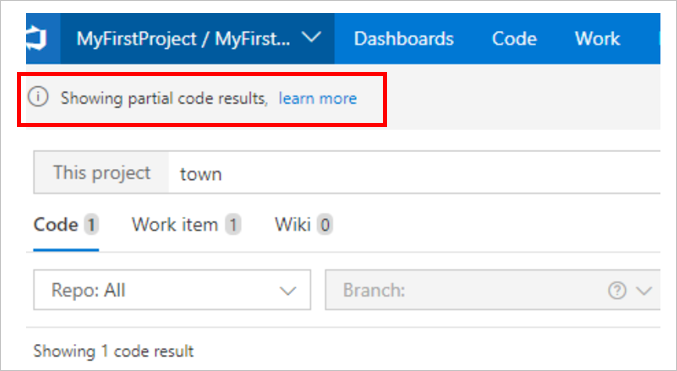 MyFirstProject / MyFirst... Dashboards Code Work
Showing partial code results, learn more
This project town
Code 1 Work item 1 Wiki 0
Repo: All Branch: ?
Showing 1 code result